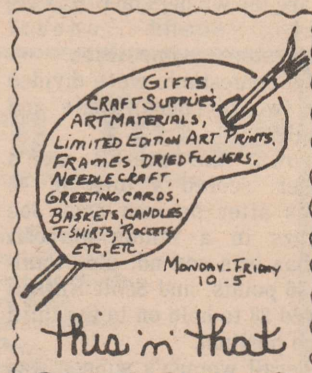 GIFTS,
CRAFT SUPPLIES,
ART MATERIALS,
LIMITED EDITION ART PRINTS,
FRAMES, DRIED FLOWERS,
NEEDLECRAFT,
GREETING CARDS,
BASKETS, CANDLES,
T-SHIRTS, ROCKETS
ETC, ETC.
MONDAY-FRIDAY
10-5
this 'n' that